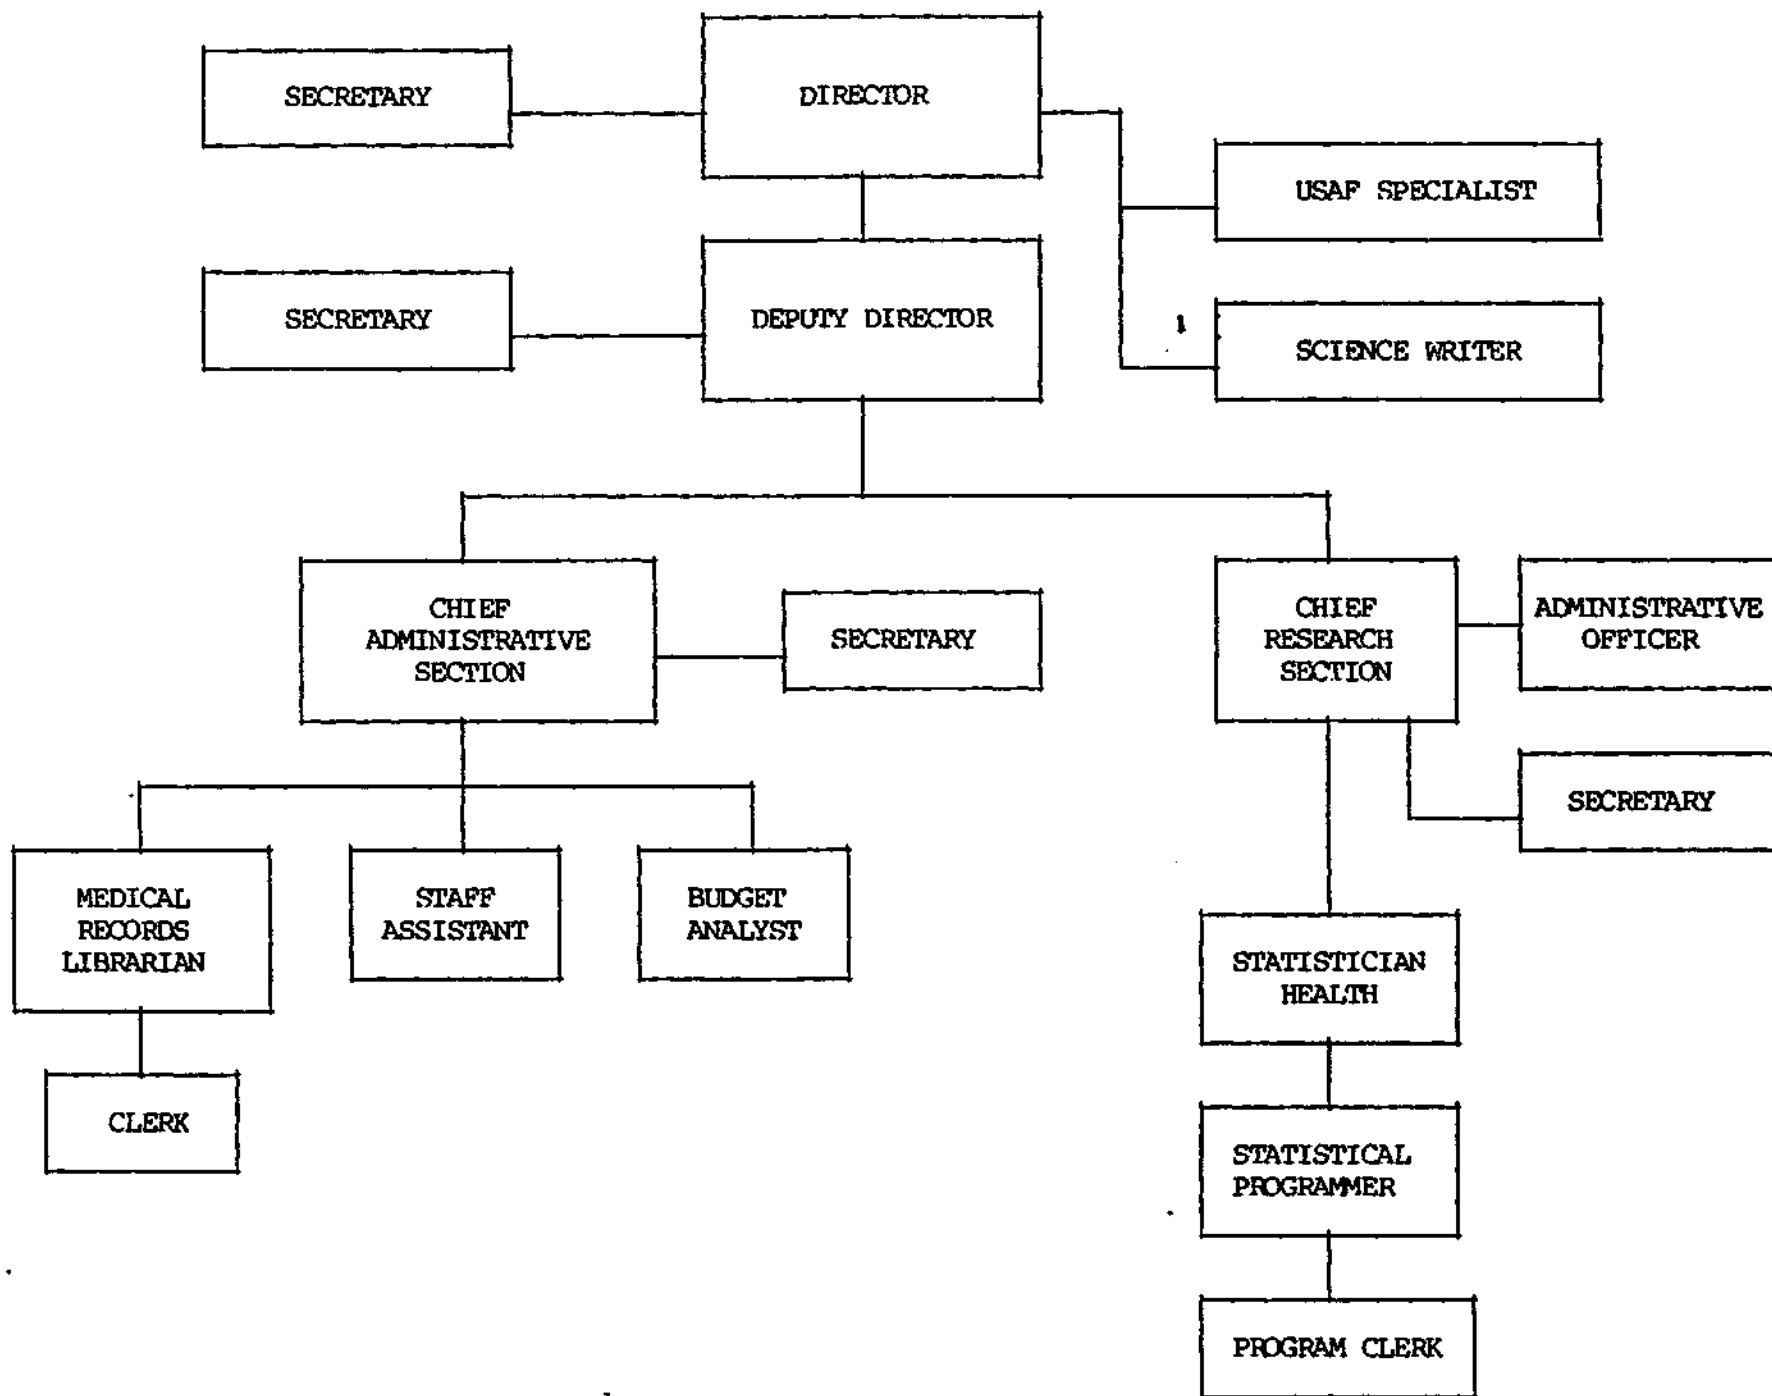 SECRETARY
DIRECTOR
USAF SPECIALIST
SECRETARY
DEPUTY DIRECTOR
SCIENCE WRITER
CHIEF
ADMINISTRATIVE
SECTION
SECRETARY
CHIEF
RESEARCH
SECTION
ADMINISTRATIVE
OFFICER
SECRETARY
MEDICAL
RECORDS
LIBRARIAN
STAFF
ASSISTANT
BUDGET
ANALYST
STATISTICIAN
HEALTH
CLERK
STATISTICAL
PROGRAMMER
PROGRAM CLERK